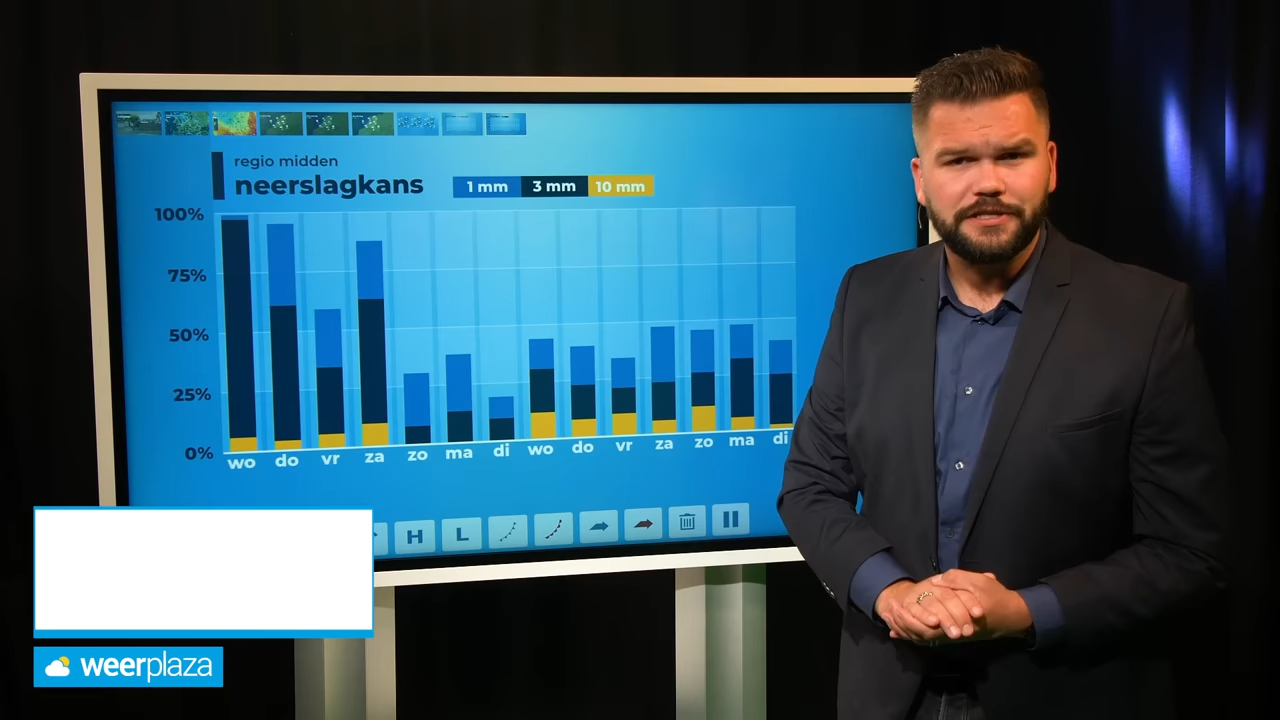 regio midden
neerslagkans
1 mm 3 mm 10 mm
100%
75%
50%
25%
0%
wo do vr za zo ma di wo do vr za zo ma di
H L
weerplaza